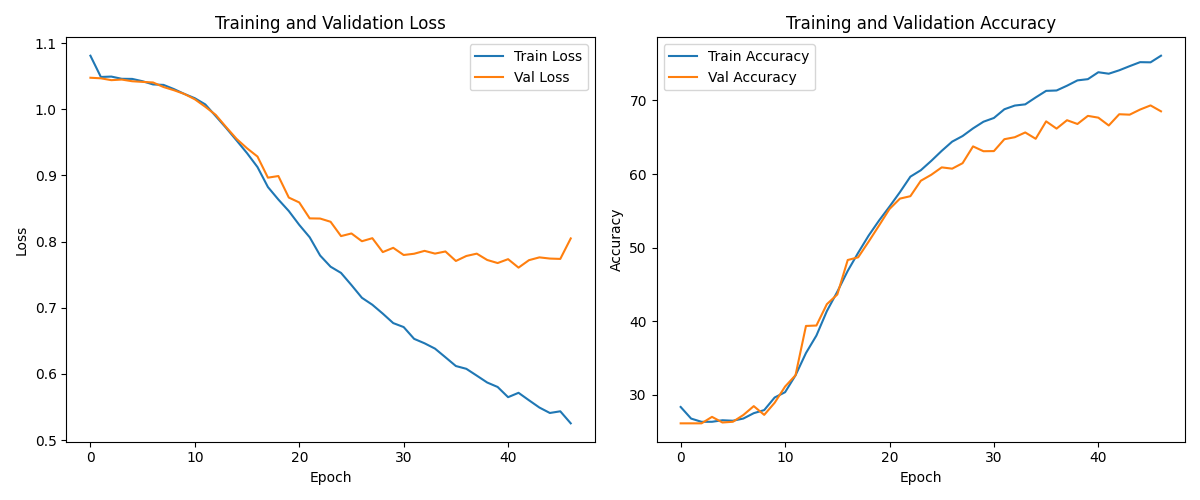 Training and Validation Loss
1.1
1.0
0.9
0.8
0.7
0.6
0.5
Loss
0 10 20 30 40
Epoch
Train Loss
Val Loss
Training and Validation Accuracy
Train Accuracy
Val Accuracy
70
60
50
40
30
Accuracy
0 10 20 30 40
Epoch